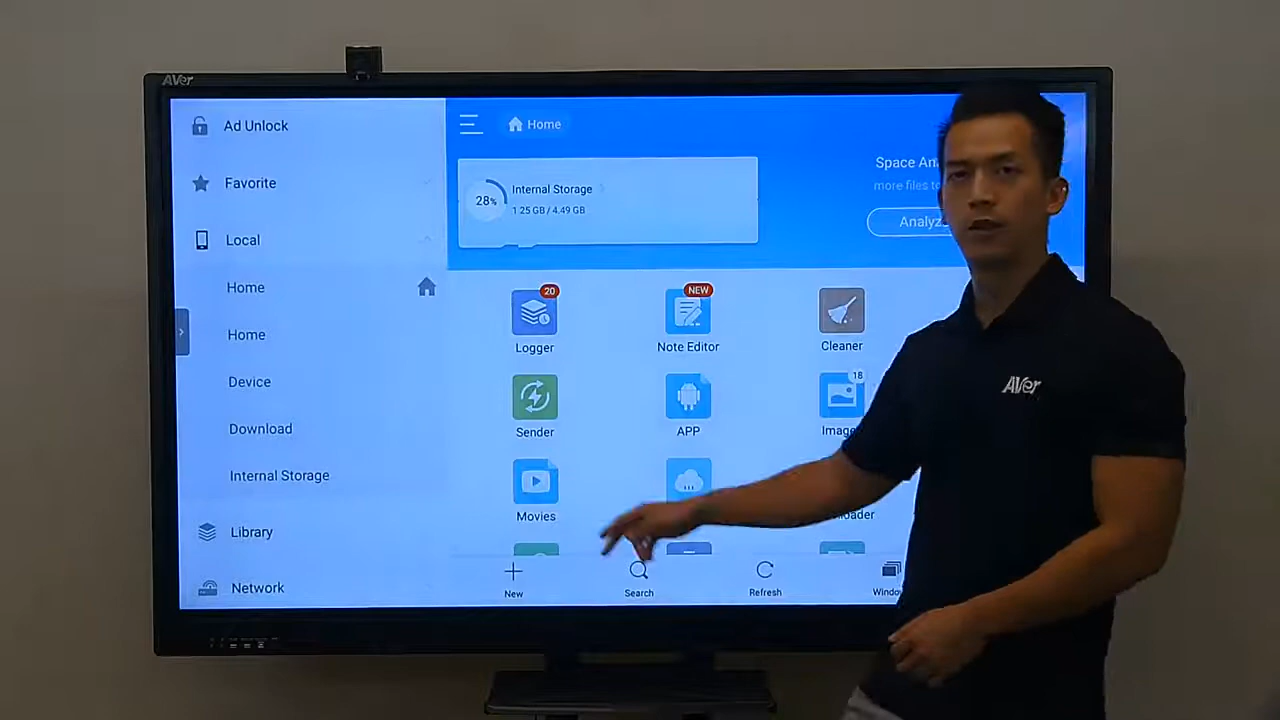 AVer
Ad Unlock
Favorite
Local
Home
Home
Device
Download
Internal Storage
Library
Network
Home
28%
Internal Storage
1.25 GB / 4.49 GB
Space An
more files to
Analyz
20
Logger
NEW
Note Editor
Cleaner
Sender
APP
18
Image
Movies
oader
New
Search
Refresh
Windo
AVer